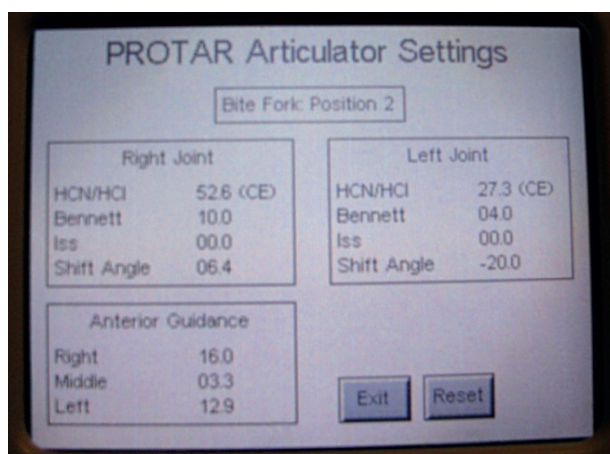 PROTAR Articulator Settings
Bite Fork: Position 2
Right Joint
HCN/HCI 52.6 (CE)
Bennett 10.0
Iss 00.0
Shift Angle 06.4
Left Joint
HCN/HCI 27.3 (CE)
Bennett 04.0
Iss 00.0
Shift Angle -20.0
Anterior Guidance
Right 16.0
Middle 03.3
Left 12.9
Exit
Reset